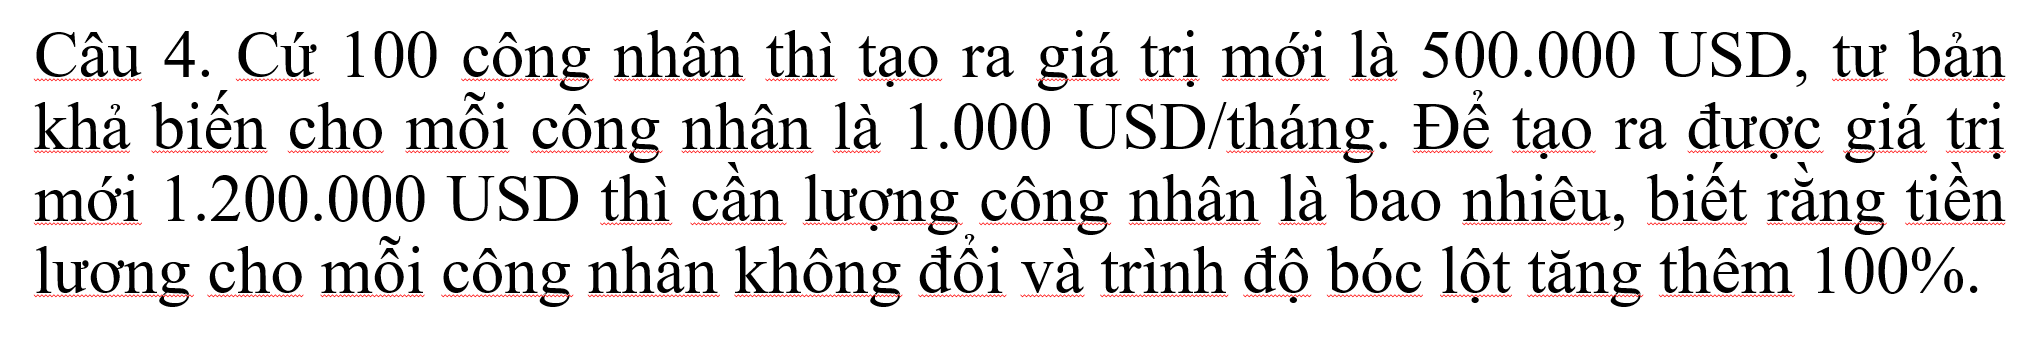 Câu 4. Cứ 100 công nhân thì tạo ra giá trị mới là 500.000 USD, tư bản
khả biến cho mỗi công nhân là 1.000 USD/tháng. Để tạo ra được giá trị
mới 1.200.000 USD thì cần lượng công nhân là bao nhiêu, biết rằng tiền
lương cho mỗi công nhân không đổi và trình độ bóc lột tăng thêm 100%.